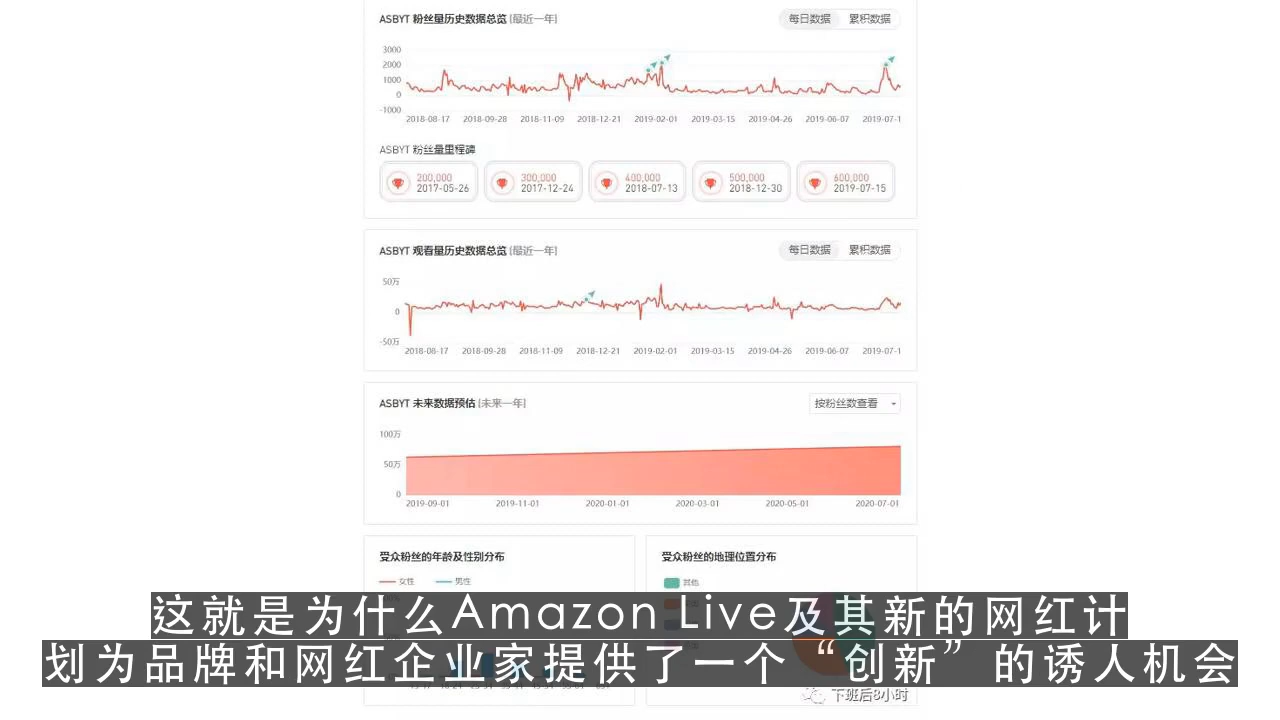 ASBYT 粉丝量历史数据总览 (最近一年)
每日数据 累积数据
3000
2000
1000
0
-1000
2018-08-17 2018-09-28 2018-11-09 2018-12-21 2019-02-01 2019-03-15 2019-04-26 2019-06-07 2019-07-1
ASBYT 粉丝量里程碑
200,000 300,000 400,000 500,000 600,000
2017-05-26 2017-12-24 2018-07-13 2018-12-30 2019-07-15
ASBYT 观看量历史数据总览 (最近一年)
每日数据 累积数据
50万
0
-50万
2018-08-17 2018-09-28 2018-11-09 2018-12-21 2019-02-01 2019-03-15 2019-04-26 2019-06-07 2019-07-1
ASBYT 未来数据预估 (未来一年)
按粉丝数查看
100万
50万
0
2019-09-01 2019-11-01 2020-01-01 2020-03-01 2020-05-01 2020-07-01
受众粉丝的年龄及性别分布 受众粉丝的地理位置分布
女性 男性 其他
这就是为什么Amazon Live及其新的网红计
划为品牌和网红企业家提供了一个“创新”的诱人机会
下班后8小时